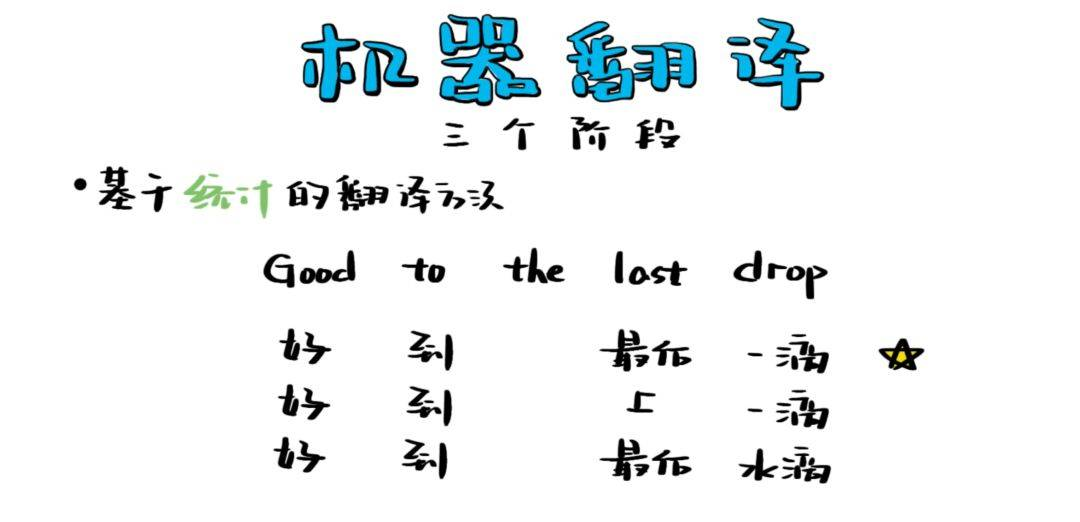 机器翻译
三个阶段
•基于统计的翻译方法
Good to the last drop
好 到 最后 一滴
好 到 上 一滴
好 到 最后 水滴